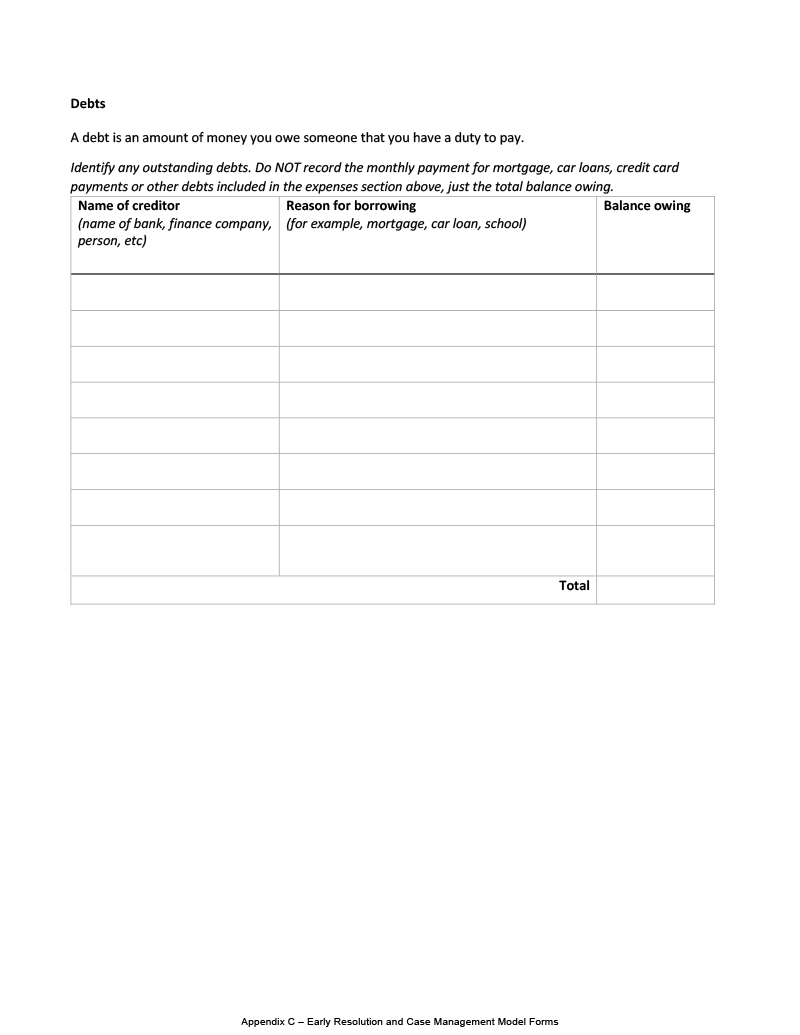 Debts
A debt is an amount of money you owe someone that you have a duty to pay.
Identify any outstanding debts. Do NOT record the monthly payment for mortgage, car loans, credit card
payments or other debts included in the expenses section above, just the total balance owing.
Name of creditor
(name of bank, finance company,
person, etc)
Reason for borrowing
(for example, mortgage, car loan, school)
Balance owing
Total
Appendix C – Early Resolution and Case Management Model Forms